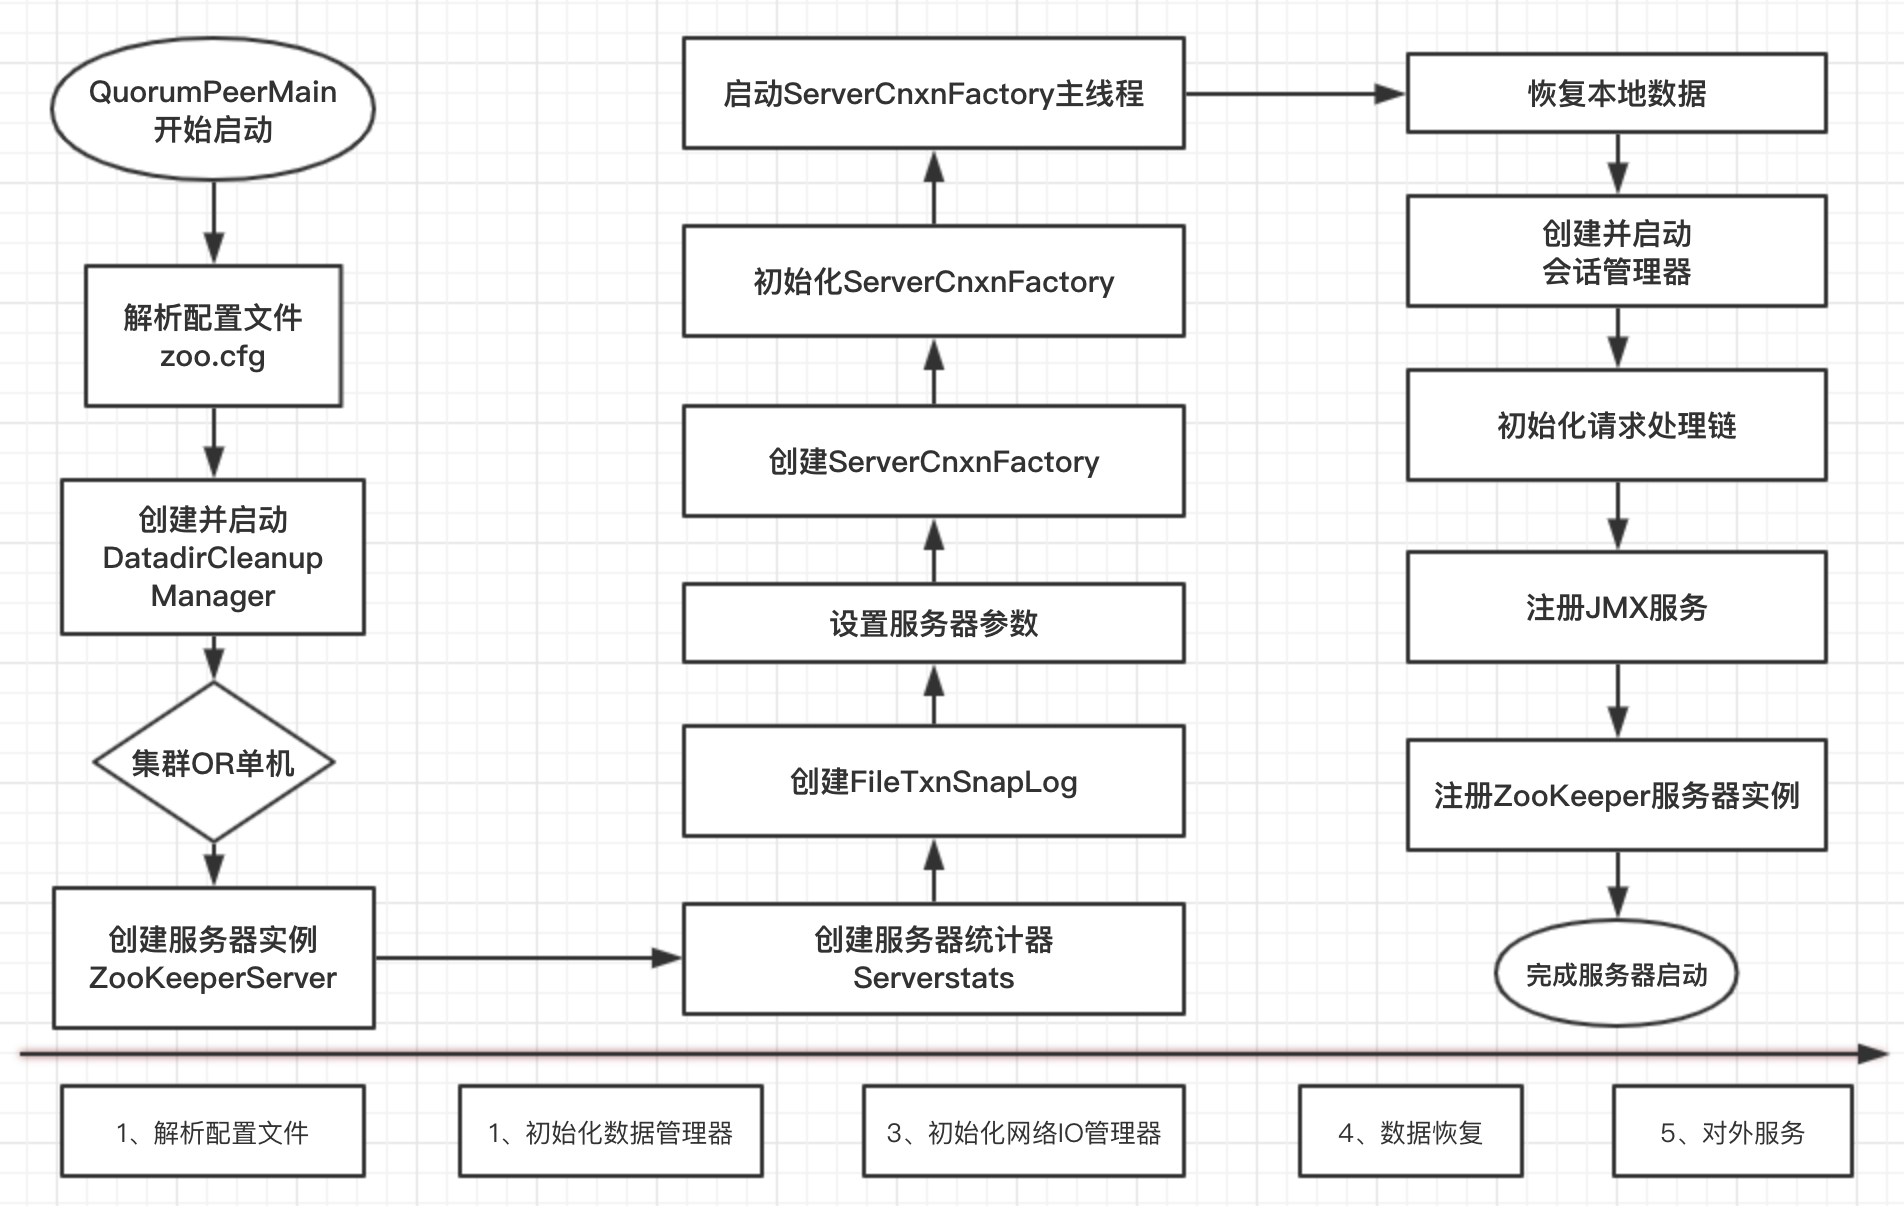 QuorumPeerMain
开始启动
解析配置文件
zoo.cfg
创建并启动
DatadirCleanup
Manager
集群OR单机
创建服务器实例
ZooKeeperServer
创建服务器统计器
Serverstats
创建FileTxnSnapLog
设置服务器参数
创建ServerCnxnFactory
初始化ServerCnxnFactory
启动ServerCnxnFactory主线程
恢复本地数据
创建并启动
会话管理器
初始化请求处理链
注册JMX服务
注册ZooKeeper服务器实例
完成服务器启动
1、解析配置文件
1、初始化数据管理器
3、初始化网络IO管理器
4、数据恢复
5、对外服务